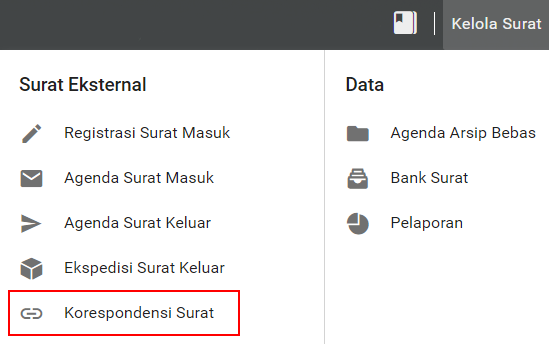 Kelola Surat
Surat Eksternal
Registrasi Surat Masuk
Agenda Surat Masuk
Agenda Surat Keluar
Ekspedisi Surat Keluar
Korespondensi Surat
Data
Agenda Arsip Bebas
Bank Surat
Pelaporan